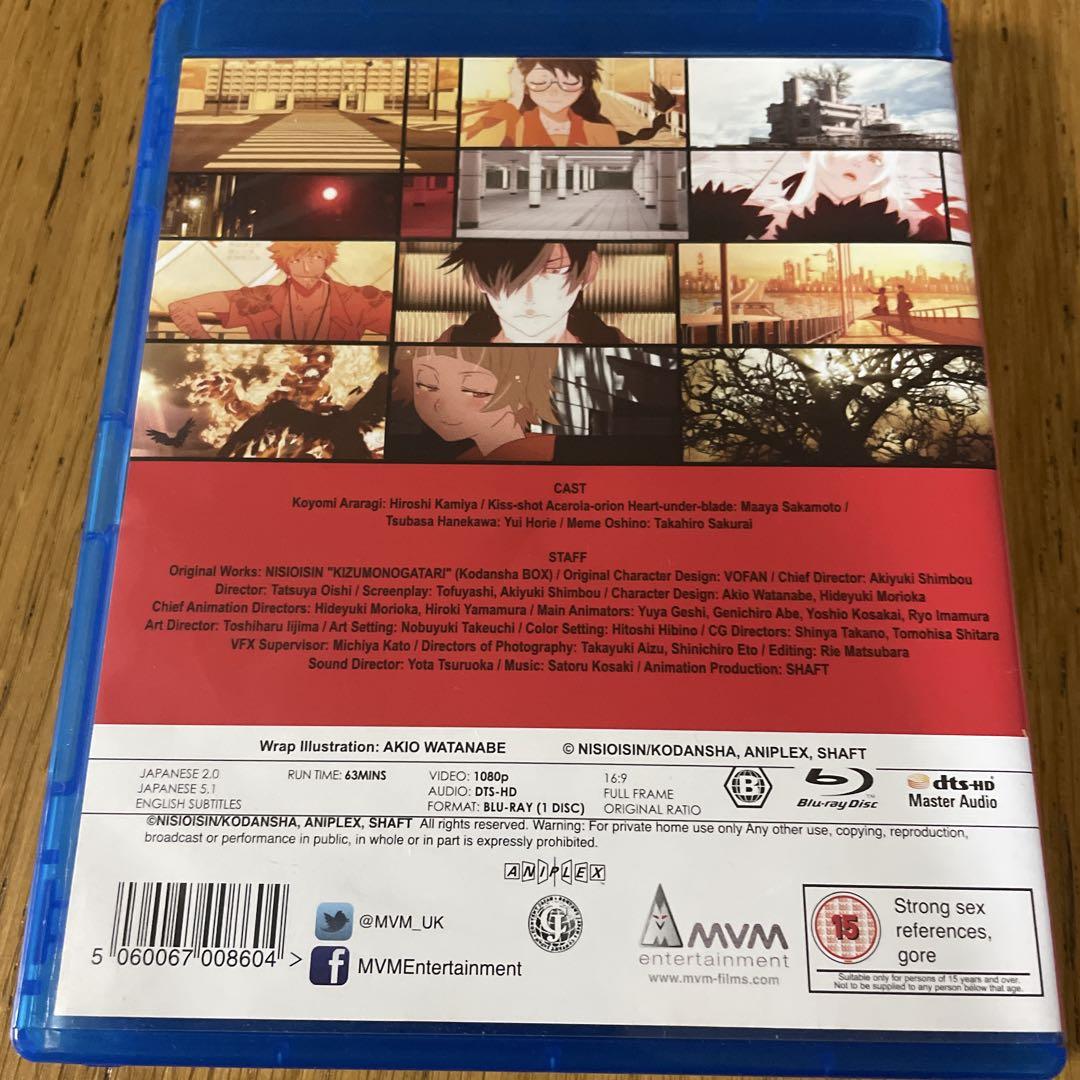 CAST
Koyomi Araragi: Hiroshi Kamiya / Kiss-shot Acerola-orion Heart-under-blade: Maaya Sakamoto /
Tsubasa Hanekawa: Yui Horie / Meme Oshino: Takahiro Sakurai
STAFF
Original Works: NISIOISIN "KIZUMONOGATARI" (Kodansha BOX) / Original Character Design: VOFAN / Chief Director: Akiyuki Shimbou
Director: Tatsuya Oishi / Screenplay: Tofuyashi, Akiyuki Shimbou / Character Design: Akio Watanabe, Hideyuki Morioka
Chief Animation Directors: Hideyuki Morioka, Hiroki Yamamura / Main Animators: Yuya Geshi, Genichiro Abe, Yoshio Kosakai, Ryo Imamura
Art Director: Toshiharu Iijima / Art Setting: Nobuyuki Takeuchi / Color Setting: Hitoshi Hibino / CG Directors: Shinya Takano, Tomohisa Shitara
VFX Supervisor: Michiya Kato / Directors of Photography: Takayuki Aizu, Shinichiro Eto / Editing: Rie Matsubara
Sound Director: Yota Tsuruoka / Music: Satoru Kosaki / Animation Production: SHAFT
Wrap Illustration: AKIO WATANABE © NISIOISIN/KODANSHA, ANIPLEX, SHAFT
JAPANESE 2.0
JAPANESE 5.1
ENGLISH SUBTITLES
RUN TIME: 63MINS
VIDEO: 1080p
AUDIO: DTS-HD
FORMAT: BLU-RAY (1 DISC)
16:9
FULL FRAME
ORIGINAL RATIO
B
Blu-ray Disc™
dts-HD
Master Audio
©NISIOISIN/KODANSHA, ANIPLEX, SHAFT All rights reserved. Warning: For private home use only Any other use, copying, reproduction,
broadcast or performance in public, in whole or in part is expressly prohibited.
ANIPLEX
5 060067 008604 >
@MVM_UK
MVMEntertainment
MVM
entertainment
www.mvm-films.com
15
Strong sex
references,
gore
Suitable only for persons of 15 years and over.
Not to be supplied to any person below that age.